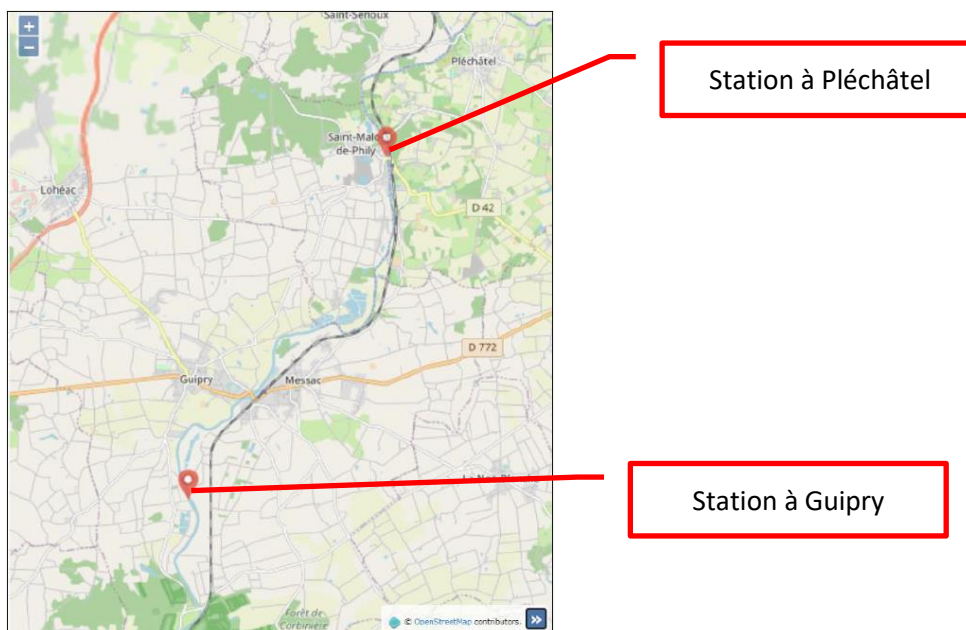 Saint-Senoux
Pléchâtel
Station à Pléchâtel
Saint-Malo
de-Phily
Lohéac
D 42
D 772
Guipry
Messac
Station à Guipry
Forêt de
Corbinière
© OpenStreetMap contributors.